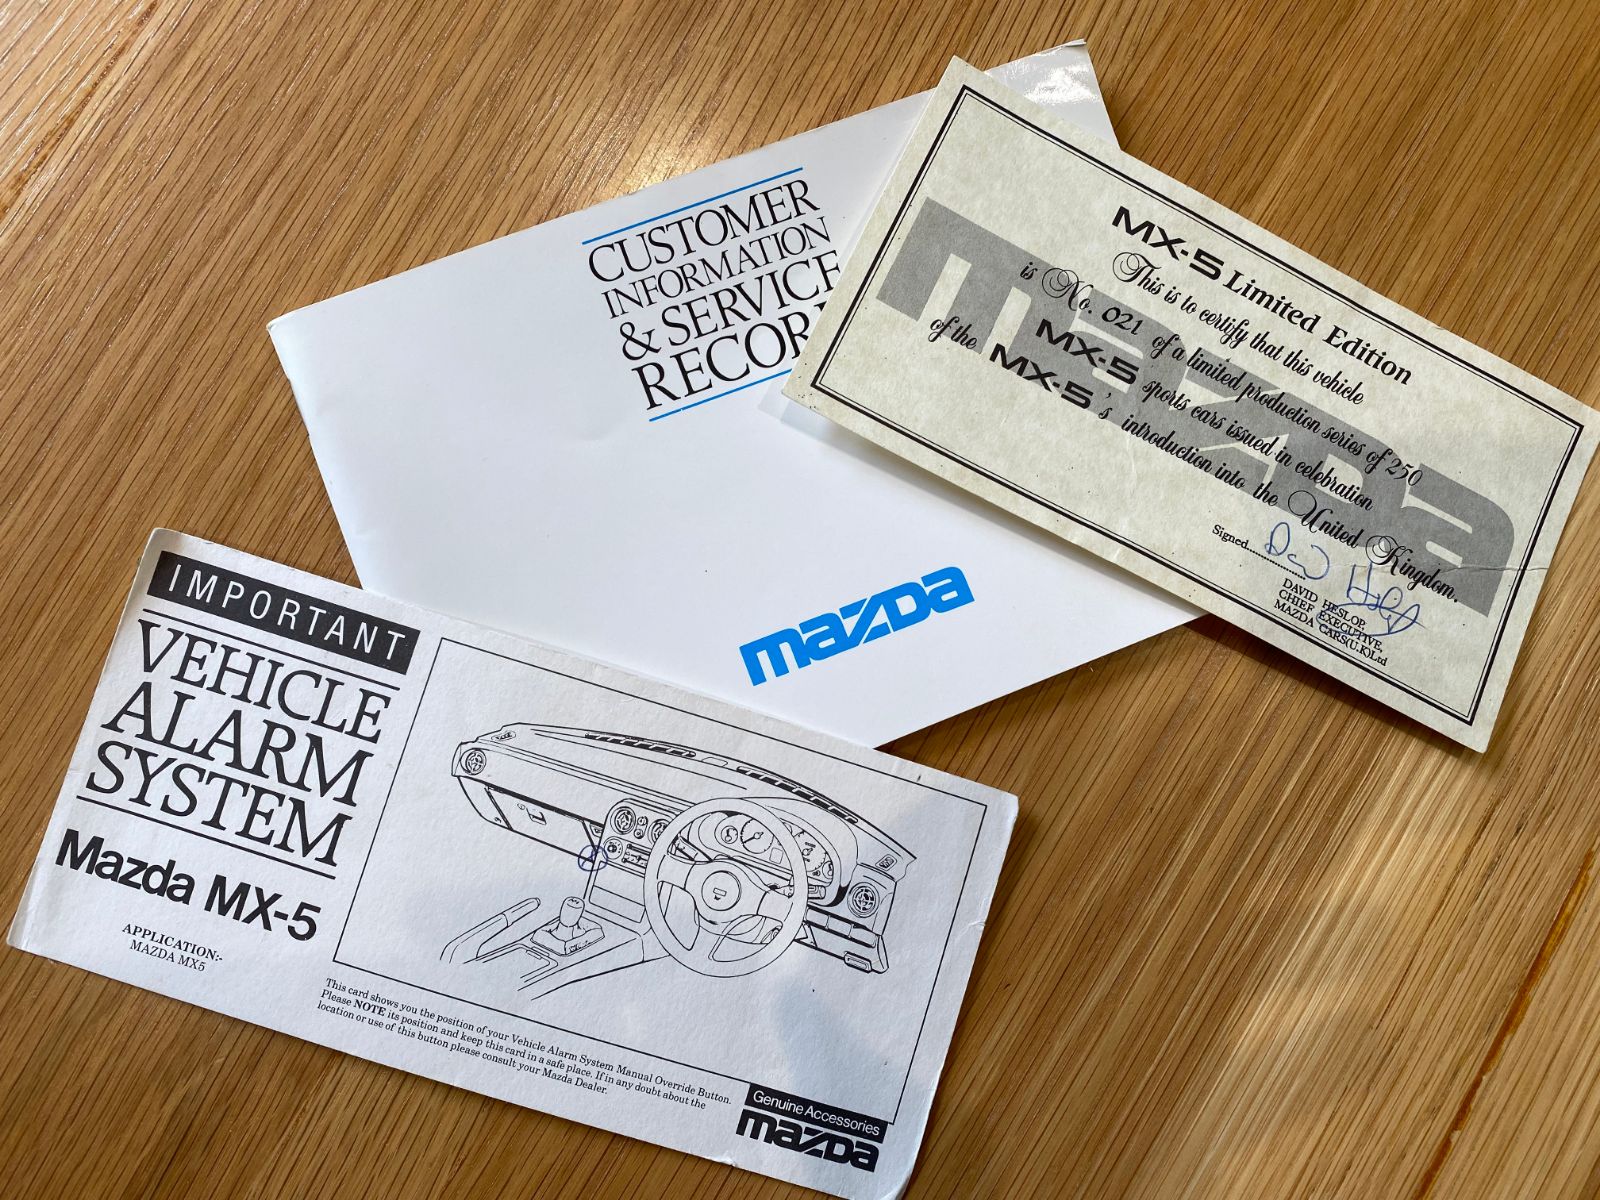 CUSTOMER
INFORMATION
& SERVICE
RECOR
mazda
mazda
MX-5 Limited Edition
This is to certify that this vehicle
is No. 021 of a limited production series of 250
MX-5 sports cars issued in celebration
of the MX-5's introduction into the United Kingdom.
Signed
DAVID HESLOP,
CHIEF EXECUTIVE,
MAZDA CARS(U.K)Ltd
IMPORTANT
VEHICLE
ALARM
SYSTEM
Mazda MX-5
APPLICATION:-
MAZDA MX5
This card shows you the position of your Vehicle Alarm System Manual Override Button.
Please NOTE its position and keep this card in a safe place. If in any doubt about the
location or use of this button please consult your Mazda Dealer.
Genuine Accessories
mazda